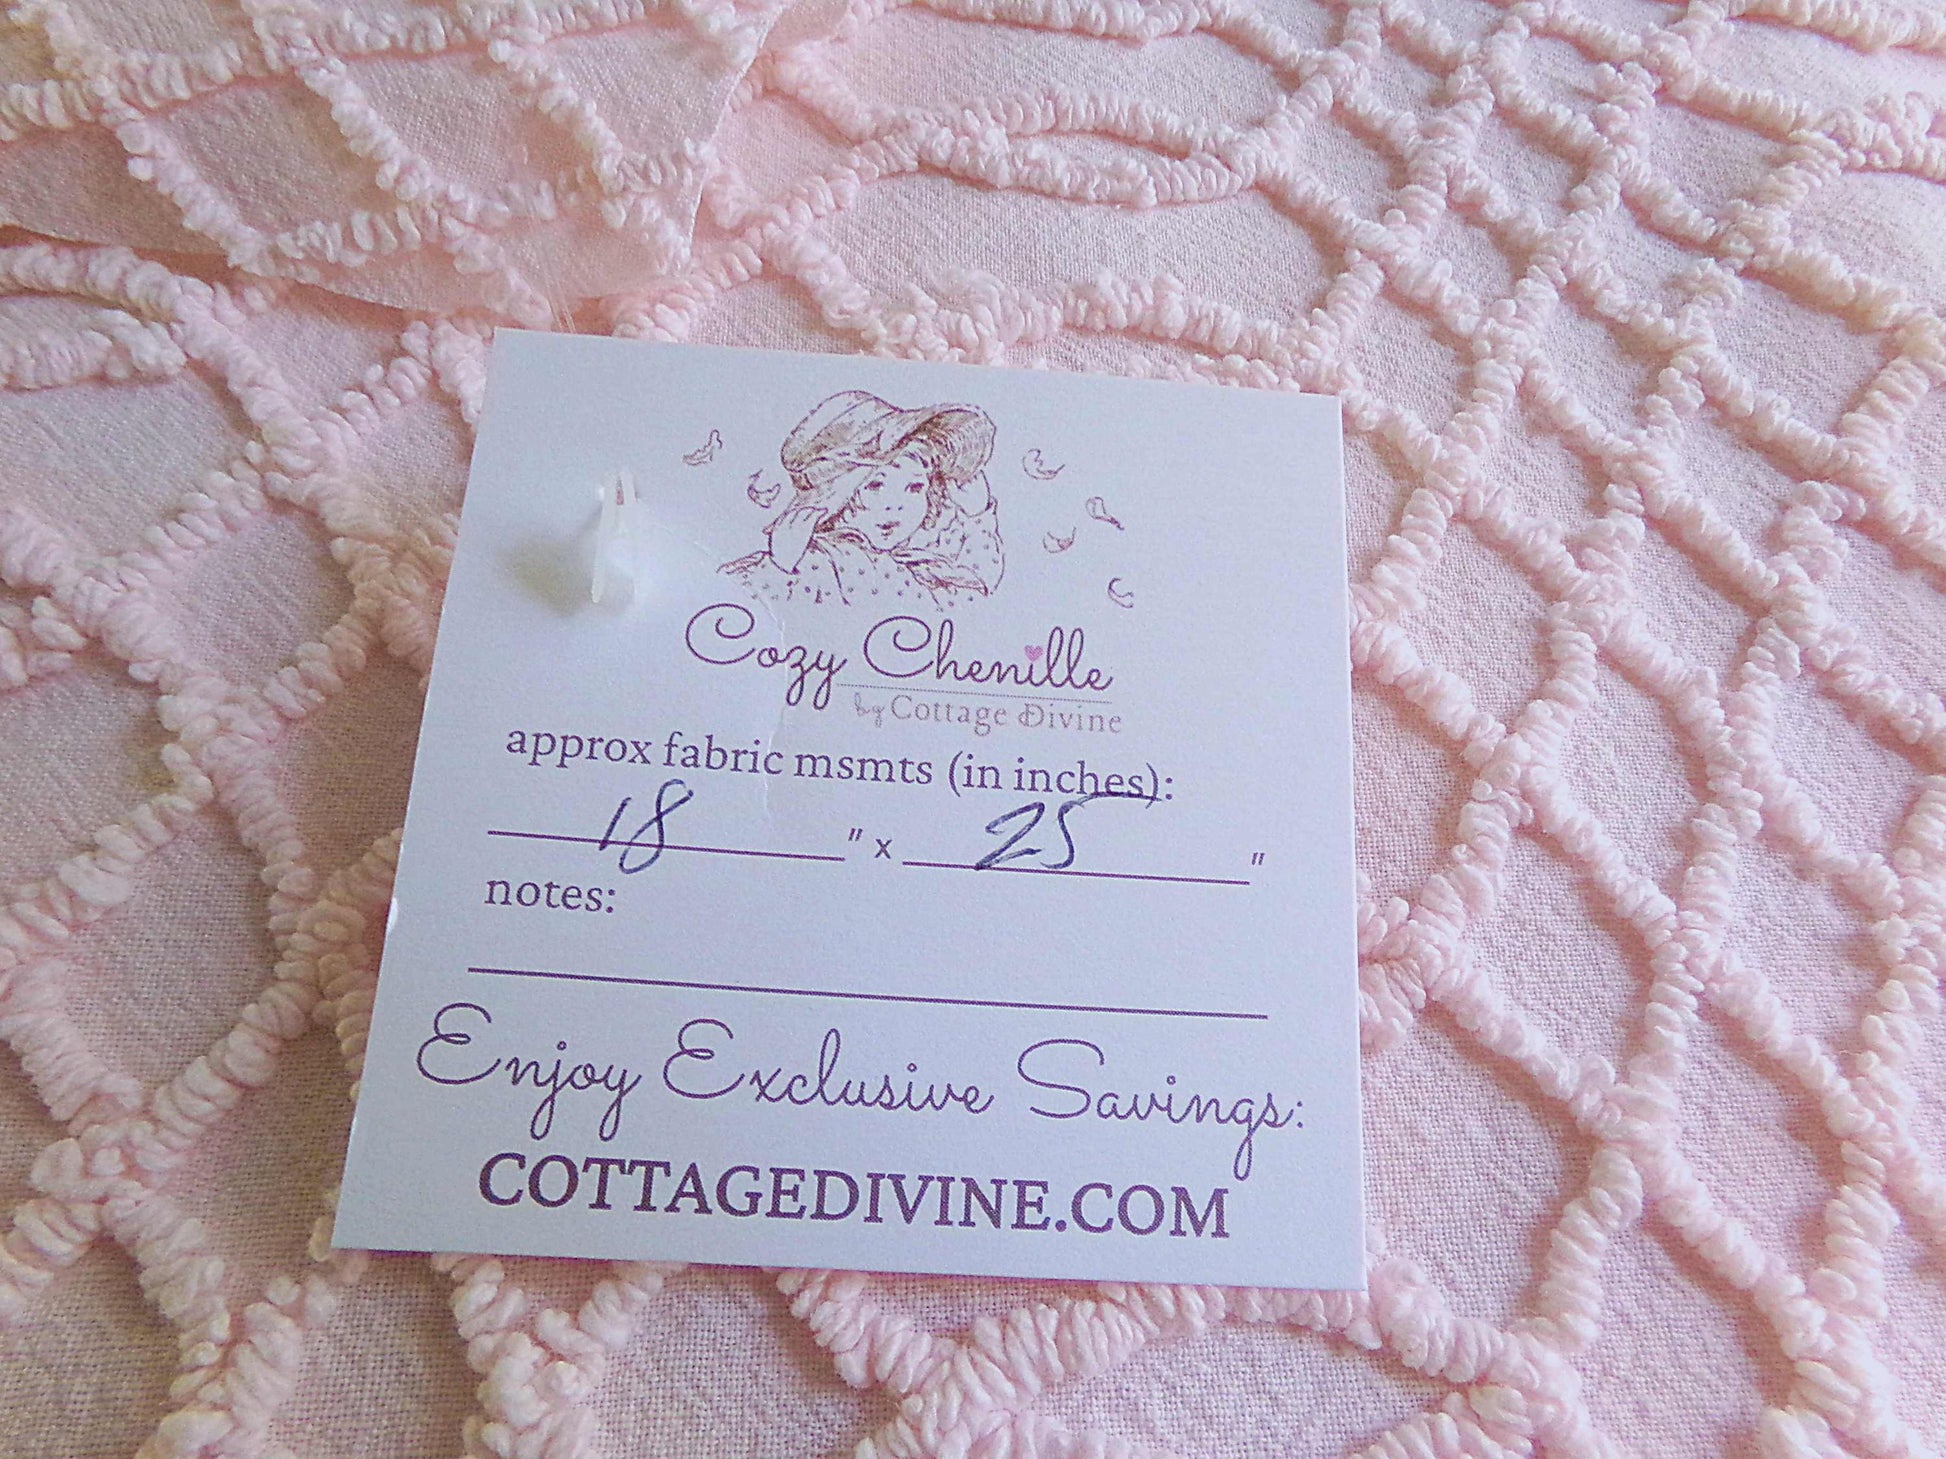 Cozy Chenille
by Cottage Divine
approx fabric msmts (in inches):
18 " x 25 "
notes:
Enjoy Exclusive Savings:
COTTAGEDIVINE.COM